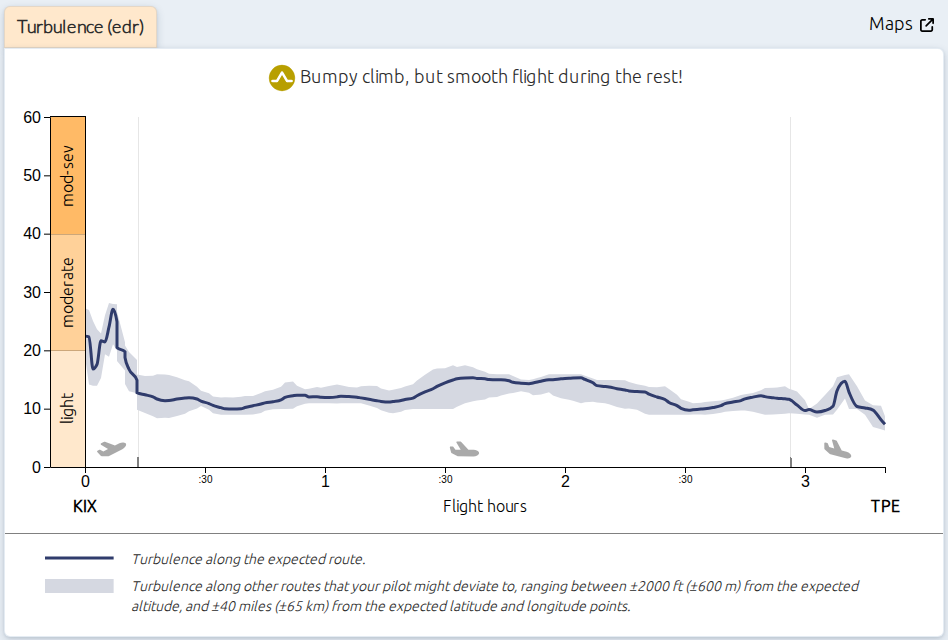 Turbulence (edr)
Maps
Bumpy climb, but smooth flight during the rest!
60
50
40
30
20
10
0
mod-sev
moderate
light
0
:30
1
:30
2
:30
3
KIX
Flight hours
TPE
Turbulence along the expected route.
Turbulence along other routes that your pilot might deviate to, ranging between ±2000 ft (±600 m) from the expected
altitude, and ±40 miles (±65 km) from the expected latitude and longitude points.